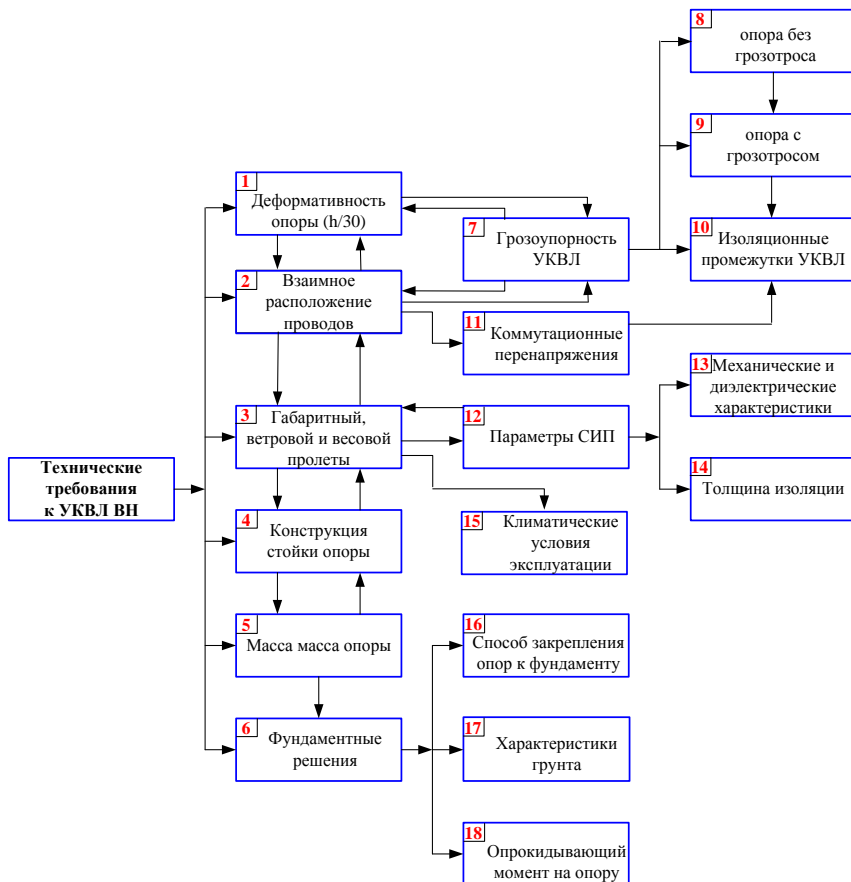 8
опора без
грозотроса
9
опора с
грозотросом
1
Деформативность
опоры (h/30)
7
Грозоупорность
УКВЛ
10
Изоляционные
промежутки УКВЛ
2
Взаимное
расположение
проводов
11
Коммутационные
перенапряжения
13
Механические и
диэлектрические
характеристики
3
Габаритный,
ветровой и весовой
пролеты
12
Параметры СИП
Технические
требования
к УКВЛ ВН
14
Толщина изоляции
4
Конструкция
стойки опоры
15
Климатические
условия
эксплуатации
5
Масса масса опоры
16
Способ закрепления
опор к фундаменту
6
Фундаментные
решения
17
Характеристики
грунта
18
Опрокидывающий
момент на опору